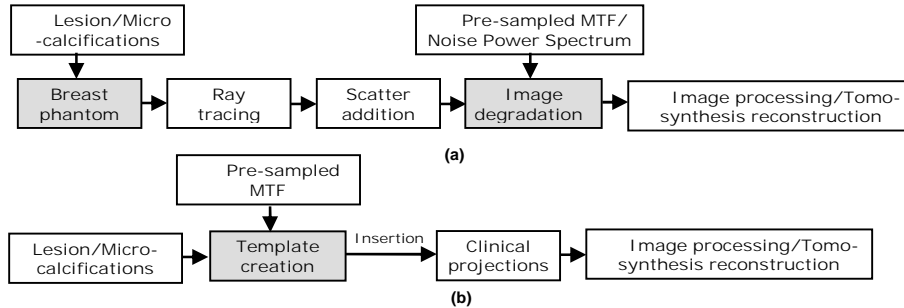 Lesion/Micro
-calcifications
Pre-sampled MTF/
Noise Power Spectrum
Breast
phantom
Ray
tracing
Scatter
addition
Image
degradation
Image processing/Tomo-
synthesis reconstruction
(a)
Pre-sampled
MTF
Lesion/Micro-
calcifications
Template
creation
Insertion
Clinical
projections
Image processing/Tomo-
synthesis reconstruction
(b)